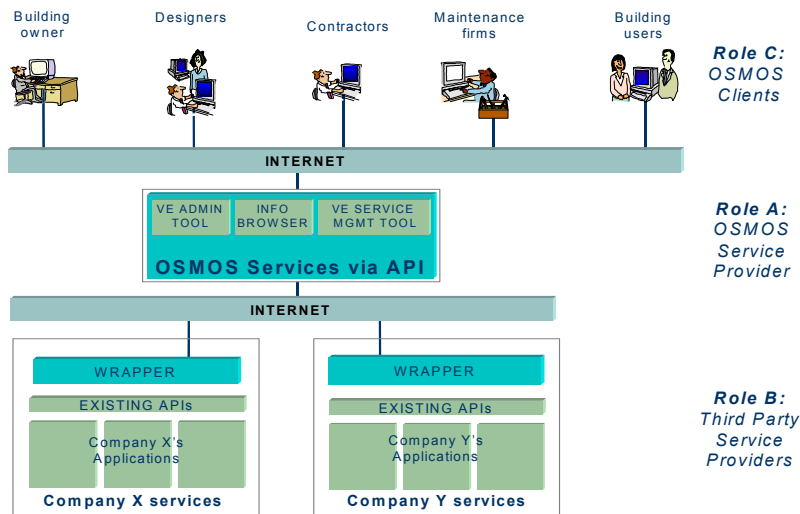 Building
owner
Designers
Contractors
Maintenance
firms
Building
users
Role C:
OSMOS
Clients
INTERNET
VE ADMIN
TOOL
INFO
BROWSER
VE SERVICE
MGMT TOOL
OSMOS Services via API
Role A:
OSMOS
Service
Provider
INTERNET
WRAPPER
EXISTING APIs
Company X's
Applications
Company X services
WRAPPER
EXISTING APIs
Company Y's
Applications
Company Y services
Role B:
Third Party
Service
Providers